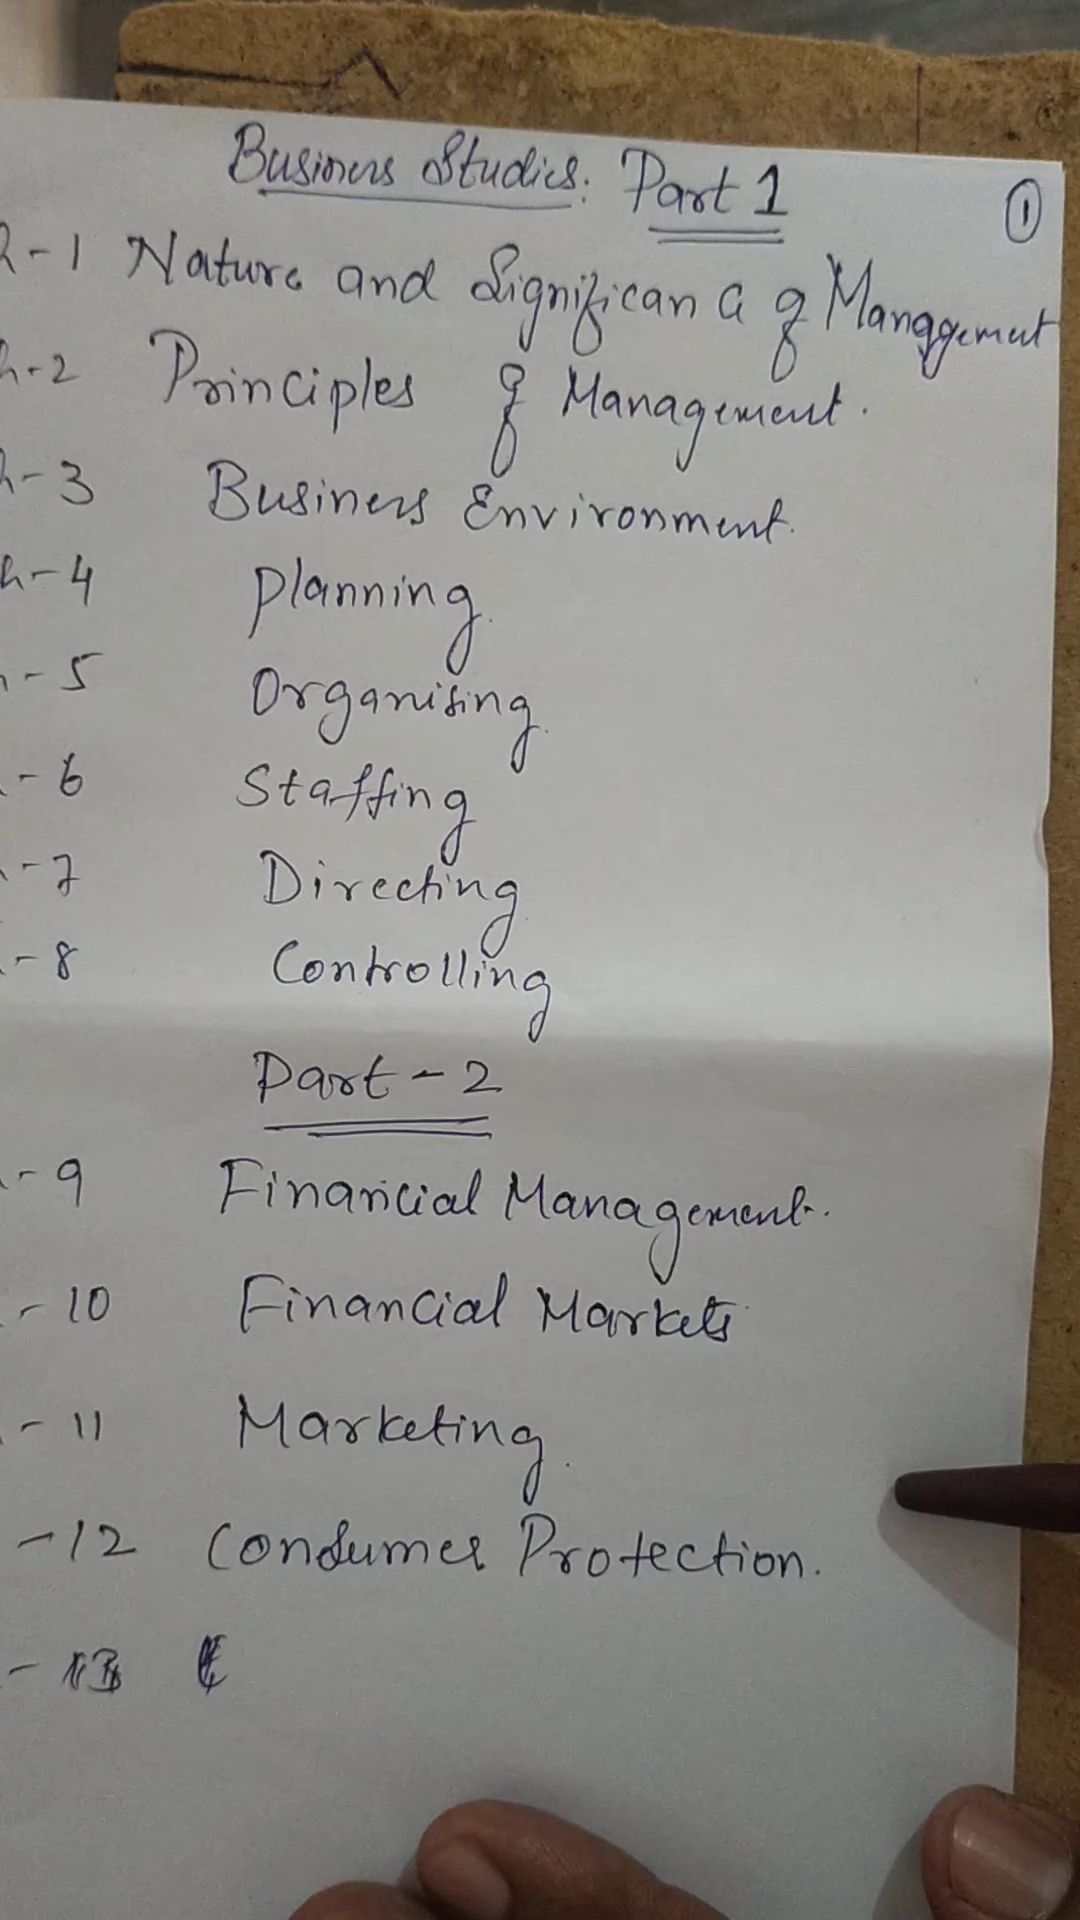 Business Studies. Part 1
①
h-1 Nature and Significance of Management
h-2 Principles of Management.
h-3 Business Environment.
h-4 Planning
-5 Organising
-6 Staffing
-7 Directing
-8 Controlling
Part-2
-9 Financial Management.
-10 Financial Markets
-11 Marketing
-12 Consumer Protection.